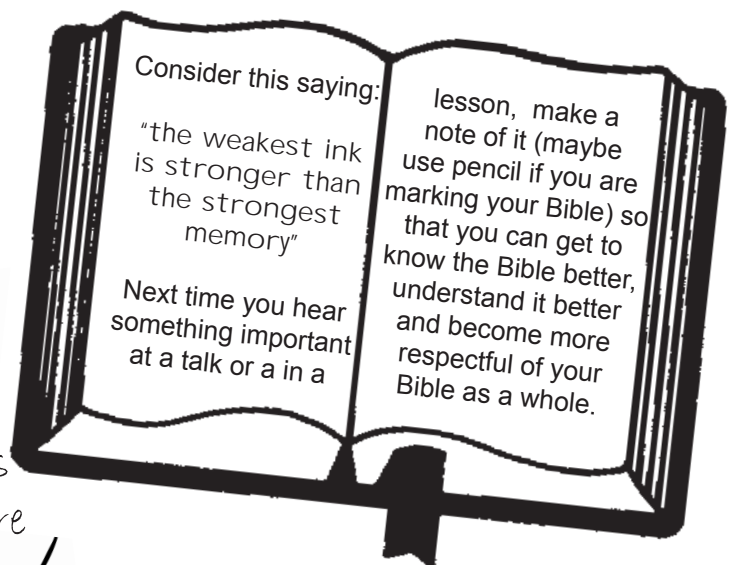 Consider this saying:
“the weakest ink
is stronger than
the strongest
memory”
Next time you hear
something important
at a talk or a in a
lesson, make a
note of it (maybe
use pencil if you are
marking your Bible) so
that you can get to
know the Bible better,
understand it better
and become more
respectful of your
Bible as a whole.